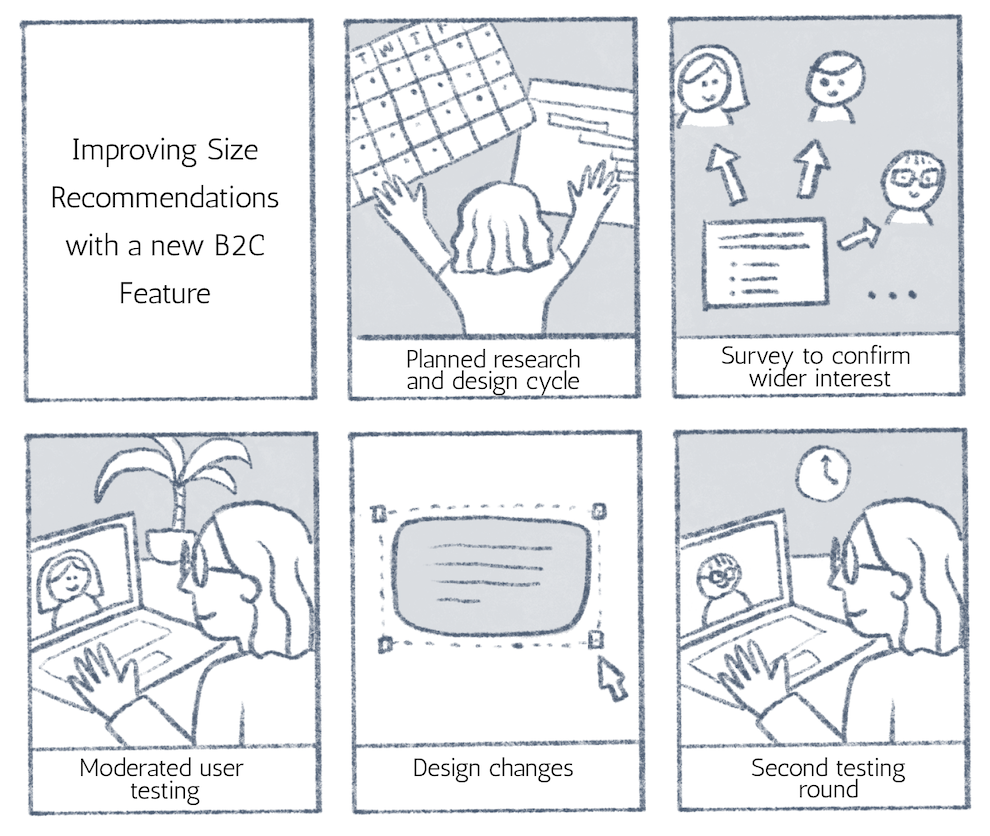 Improving Size
Recommendations
with a new B2C
Feature
T W T F
Planned research
and design cycle
Survey to confirm
wider interest
Moderated user
testing
Design changes
Second testing
round